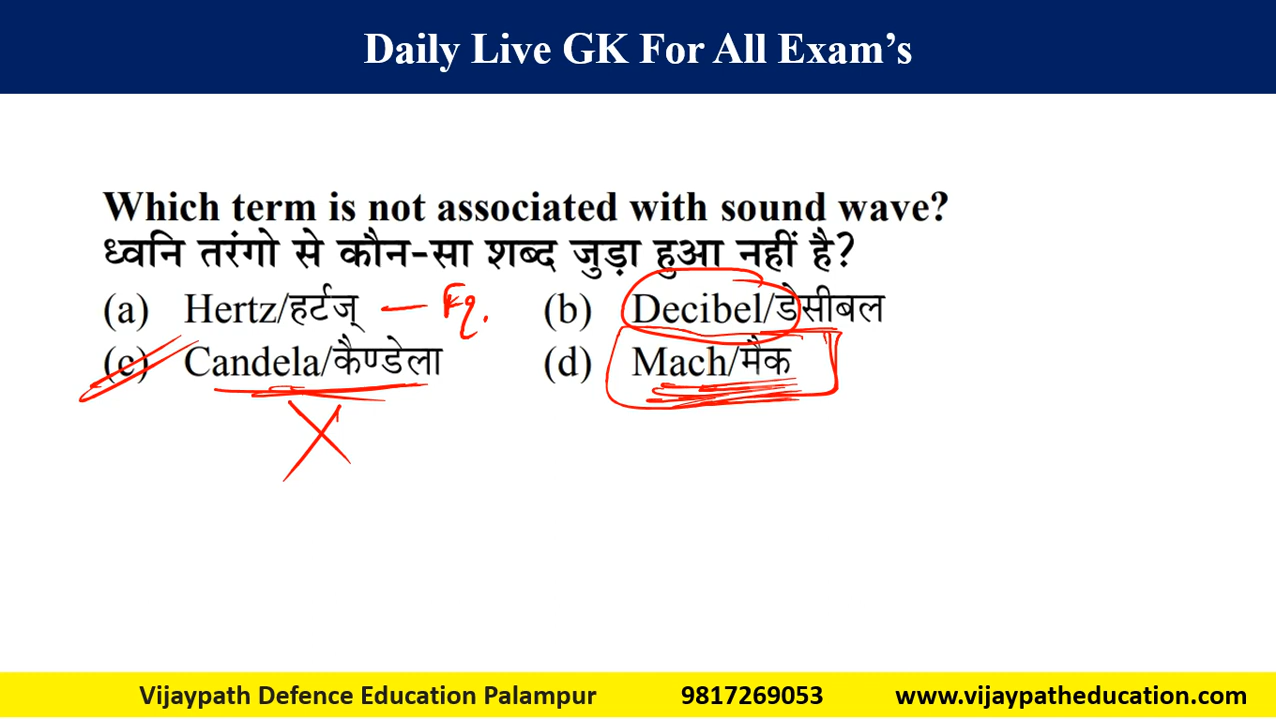 Daily Live GK For All Exam's
Which term is not associated with sound wave?
ध्वनि तरंगो से कौन-सा शब्द जुड़ा हुआ नहीं है?
(a) Hertz/हर्टज् — Fq. (b) Decibel/डेसीबल
(c) Candela/कैण्डेला (d) Mach/मैक
Vijaypath Defence Education Palampur 9817269053 www.vijaypatheducation.com